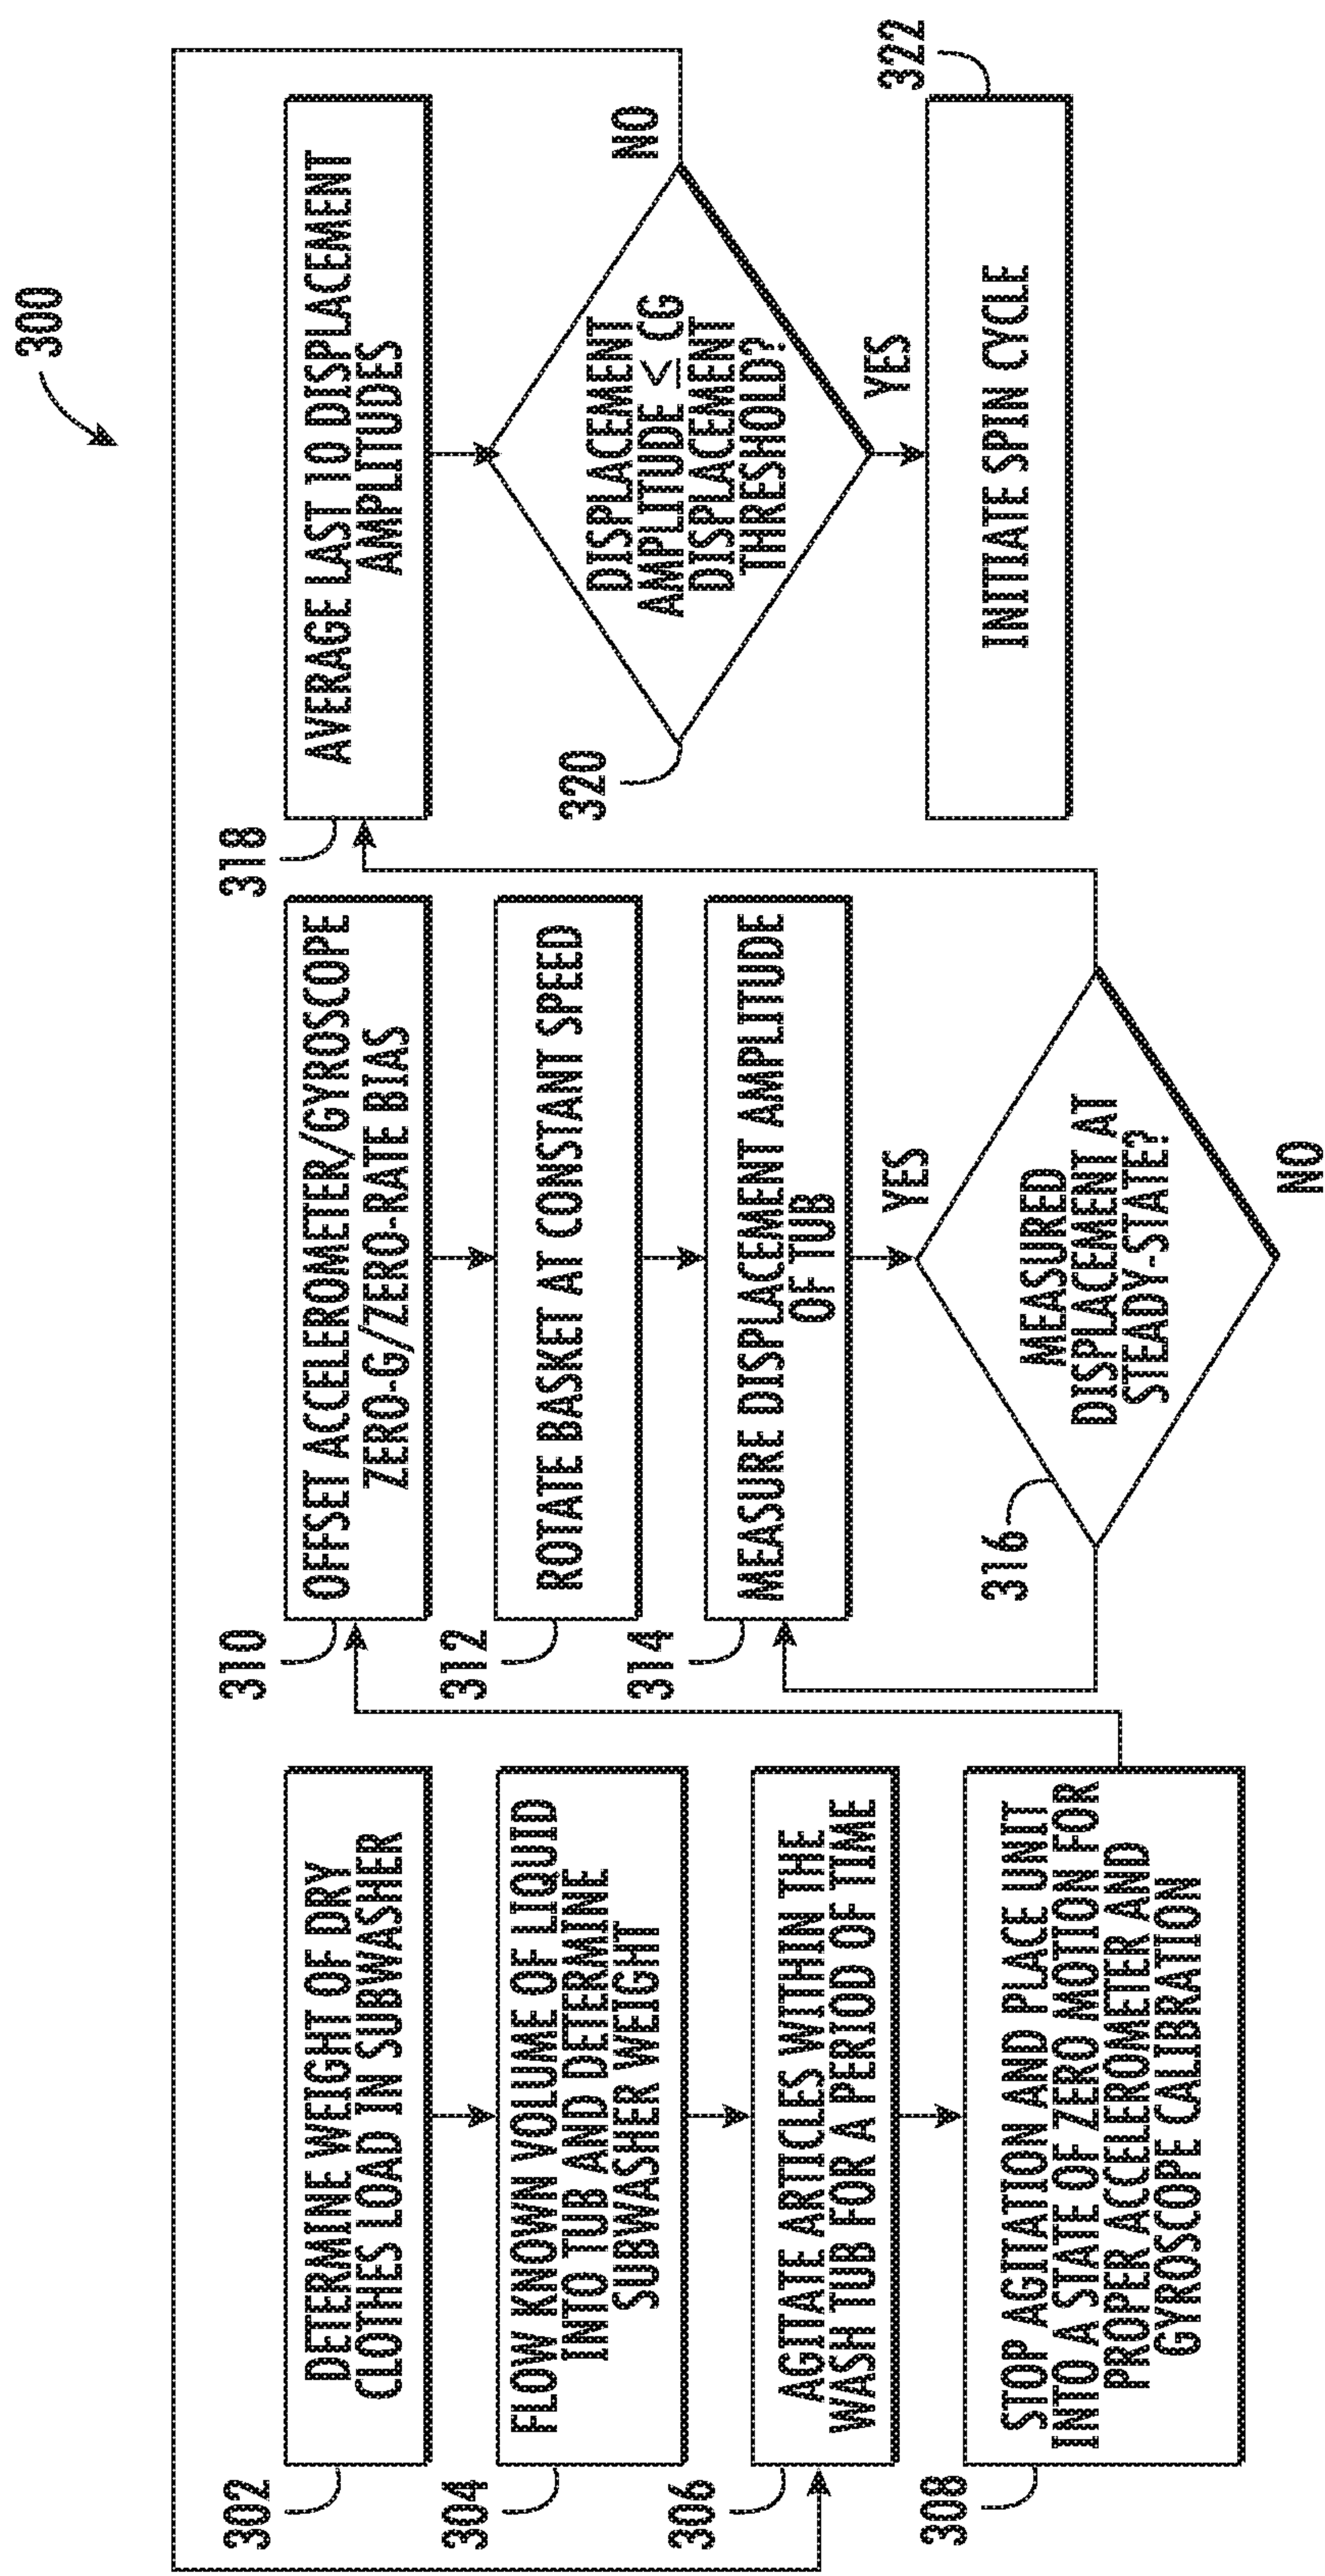 300
302
DETERMINE WEIGHT OF DRY
CLOTHES LOAD IN SUBWASHER
304
FLOW KNOWN VOLUME OF LIQUID
INTO TUB AND DETERMINE
SUBWASHER WEIGHT
306
AGITATE ARTICLES WITHIN THE
WASH TUB FOR A PERIOD OF TIME
308
STOP AGITATION AND PLACE UNIT
INTO A STATE OF ZERO MOTION FOR
PROPER ACCELEROMETER AND
GYROSCOPE CALIBRATION
310
OFFSET ACCELEROMETER/GYROSCOPE
ZERO-G/ZERO-RATE BIAS
312
ROTATE BASKET AT CONSTANT SPEED
314
MEASURE DISPLACEMENT AMPLITUDE
OF TUB
YES
316
MEASURED
DISPLACMENT AT
STEADY-STATE?
NO
318
AVERAGE LAST 10 DISPLACEMENT
AMPLITUDES
320
DISPLACEMENT
AMPLITUDE ≤ CG
DISPLACEMENT
THRESHOLD?
NO
YES
INITIATE SPIN CYCLE
322